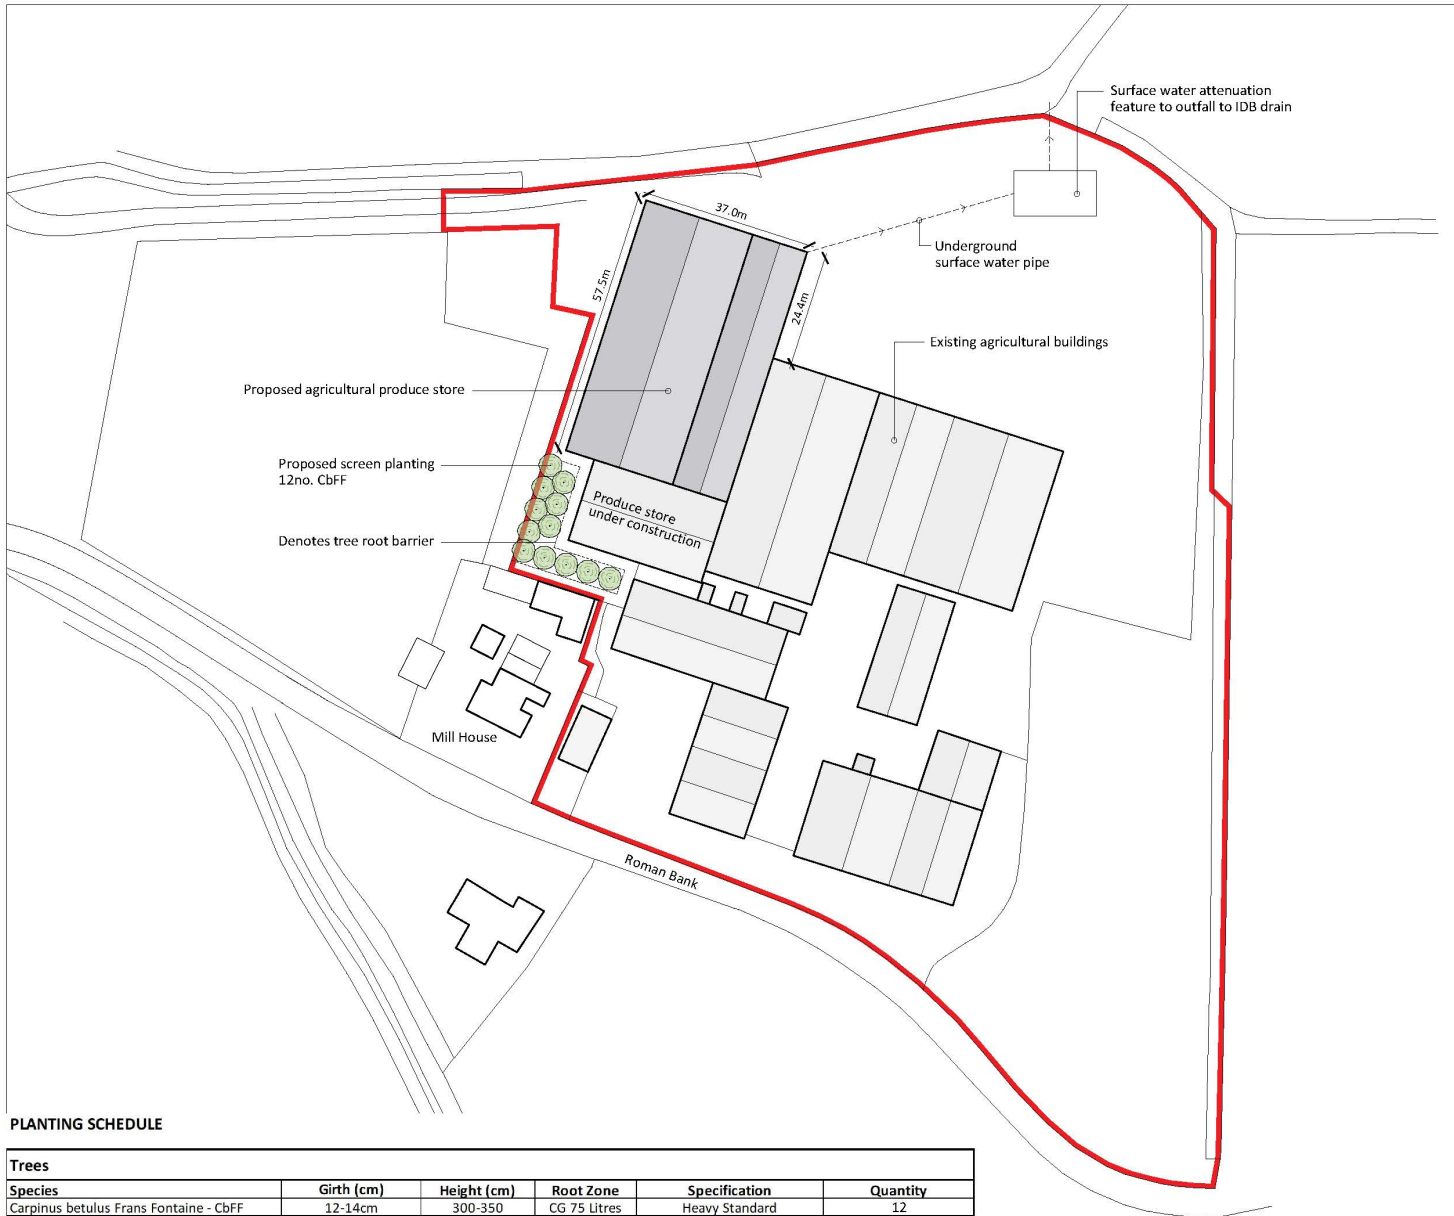 Surface water attenuation
feature to outfall to IDB drain
37.0m
Underground
surface water pipe
57.5m
24.4m
Existing agricultural buildings
Proposed agricultural produce store
Proposed screen planting
12no. CbFF
Produce store
under construction
Denotes tree root barrier
Mill House
Roman Bank
PLANTING SCHEDULE
Trees
Species Girth (cm) Height (cm) Root Zone Specification Quantity
Carpinus betulus Frans Fontaine - CbFF 12-14cm 300-350 CG 75 Litres Heavy Standard 12